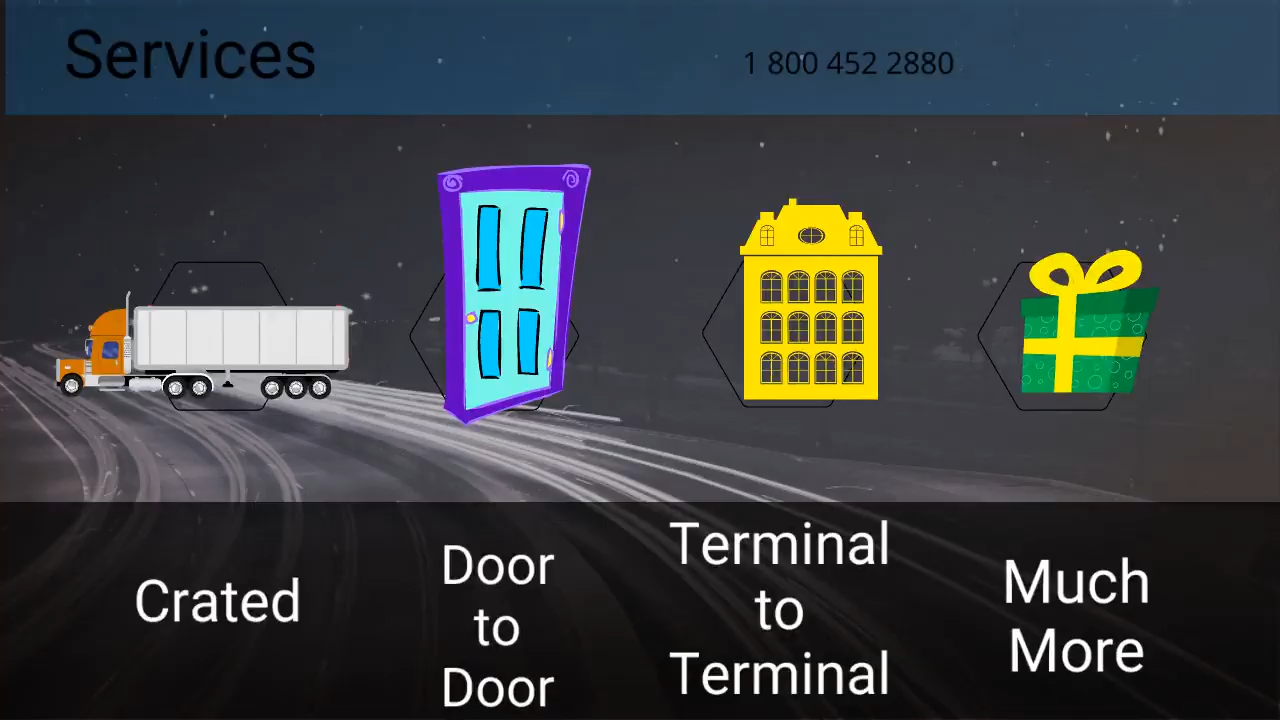 Services
1 800 452 2880
Crated
Door
to
Door
Terminal
to
Terminal
Much
More